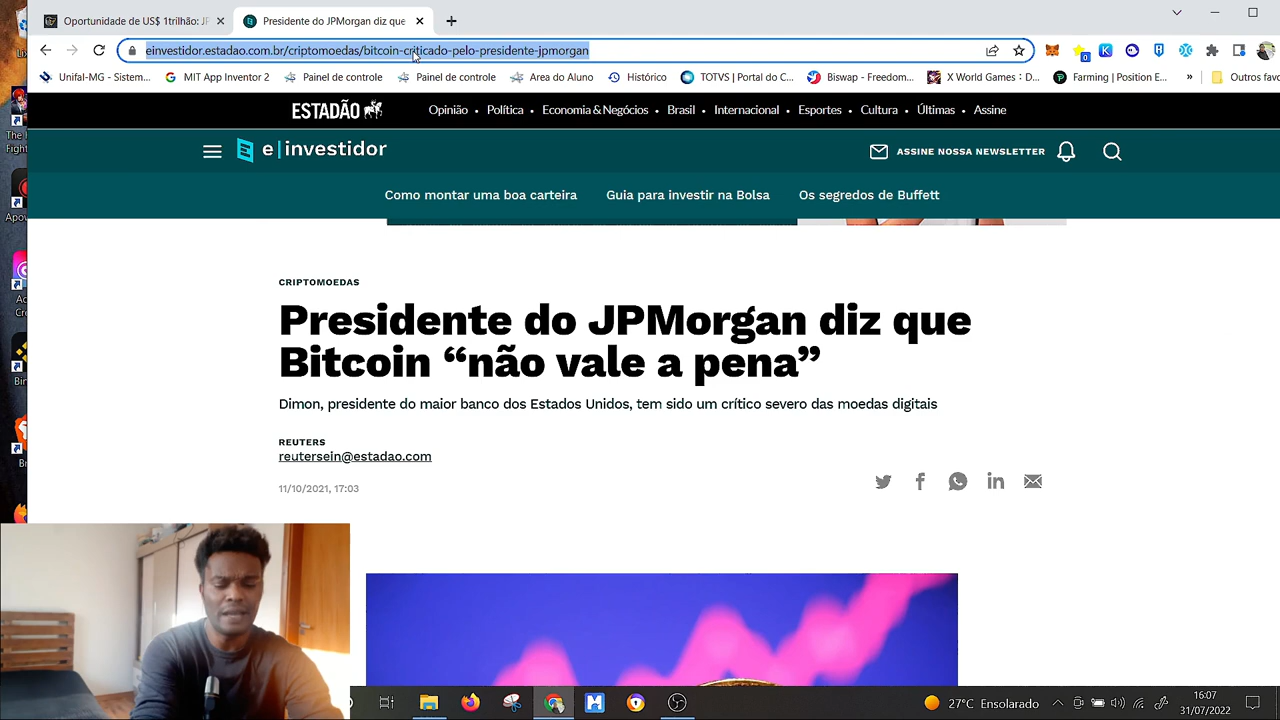 Oportunidade de US$ 1trilhão: JP
Presidente do JPMorgan diz que
einvestidor.estadao.com.br/criptomoedas/bitcoin-criticado-pelo-presidente-jpmorgan
Unifal-MG - Sistem...
MIT App Inventor 2
Painel de controle
Painel de controle
Area do Aluno
Histórico
TOTVS | Portal do C...
Biswap - Freedom...
X World Games : D...
Farming | Position E...
»
Outros fav
ESTADÃO
Opinião • Política • Economia & Negócios • Brasil • Internacional • Esportes • Cultura • Últimas • Assine
e|investidor
ASSINE NOSSA NEWSLETTER
Como montar uma boa carteira
Guia para investir na Bolsa
Os segredos de Buffett
CRIPTOMOEDAS
Presidente do JPMorgan diz que
Bitcoin “não vale a pena”
Dimon, presidente do maior banco dos Estados Unidos, tem sido um crítico severo das moedas digitais
REUTERS
reutersein@estadao.com
11/10/2021, 17:03
27°C Ensolarado
16:07
31/07/2022